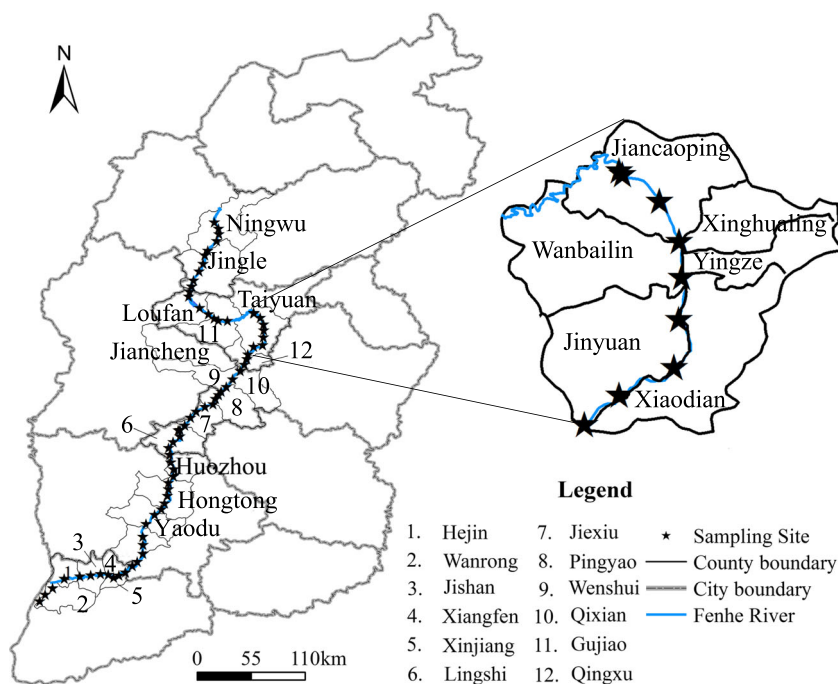 N
Ningwu
Jingle
Loufan
Taiyuan
11
Jiancheng
12
9
10
8
7
6
Huozhou
Hongtong
Yaodu
3
1
4
2
5
0 55 110km
Jiancaoping
Xinghualing
Wanbailin
Yingze
Jinyuan
Xiaodian
Legend
1. Hejin
2. Wanrong
3. Jishan
4. Xiangfen
5. Xinjiang
6. Lingshi
7. Jiexiu
8. Pingyao
9. Wenshui
10. Qixian
11. Gujiao
12. Qingxu
Sampling Site
County boundary
City boundary
Fenhe River